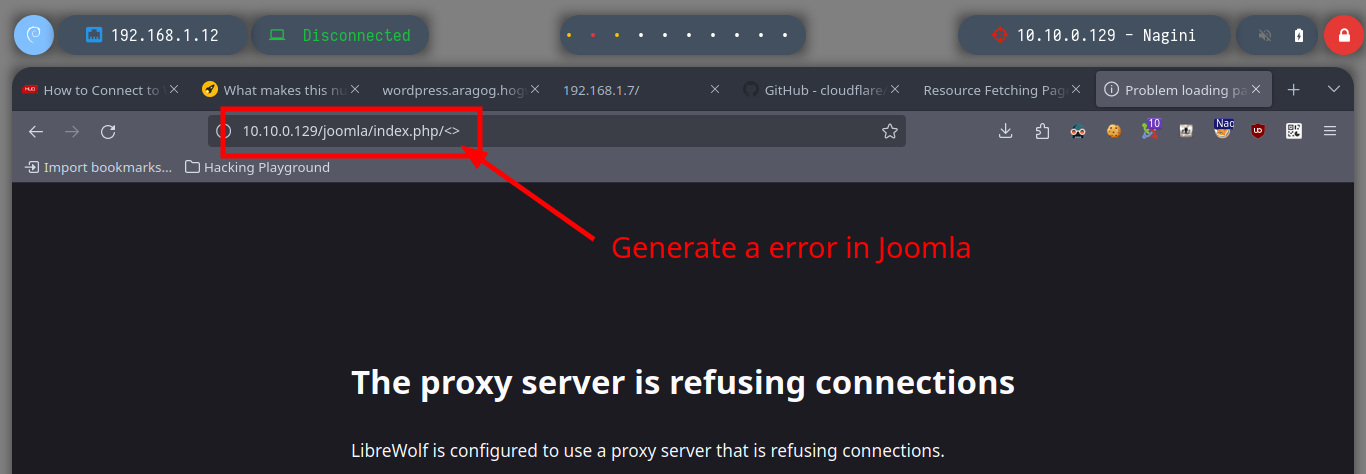 192.168.1.12
Disconnected
10.10.0.129 - Nagini
How to Connect to
What makes this nu
wordpress.aragog.hog
192.168.1.7/
GitHub - cloudflare/
Resource Fetching Pag
Problem loading pa
10.10.0.129/joomla/index.php/<>
10
UO
Import bookmarks...
Hacking Playground
Generate a error in Joomla
The proxy server is refusing connections
LibreWolf is configured to use a proxy server that is refusing connections.